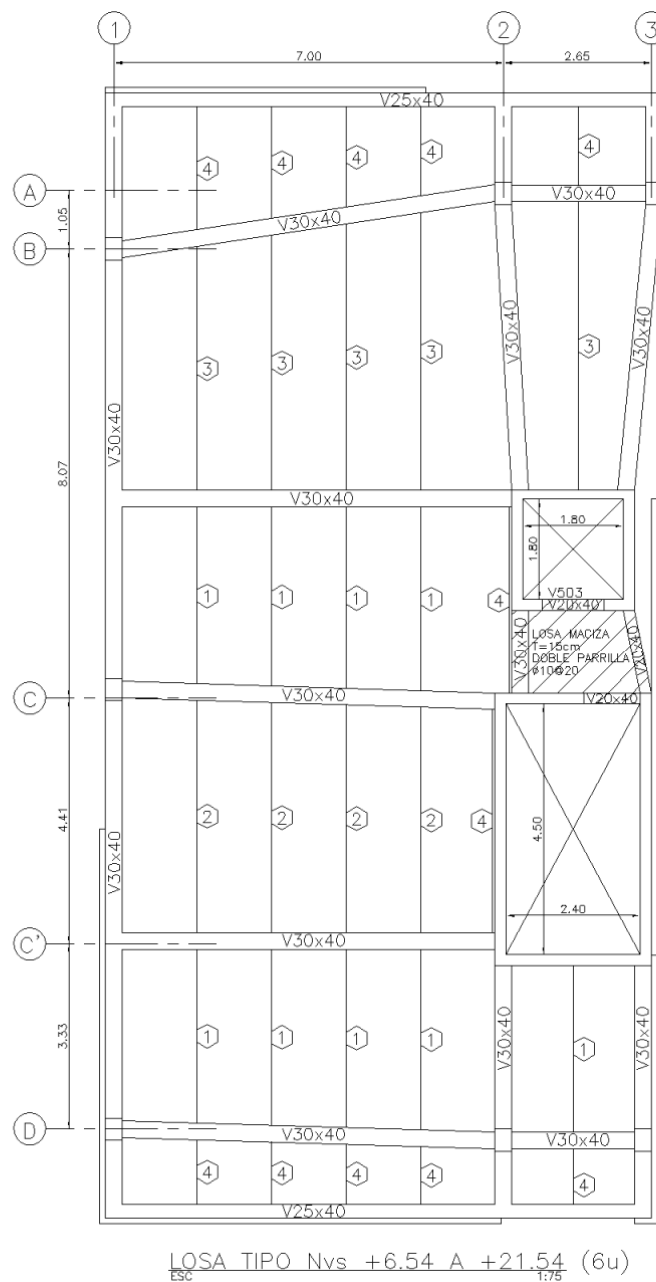 1
2
3
7.00
2.65
V25x40
4
4
4
4
4
A
1.05
V30x40
V30x40
B
V30x40
V30x40
3
3
3
3
3
V30x40
8.07
V30x40
1.80
1.80
V503
V20x40
1
1
1
1
4
V30x40
LOSA MACIZA
T=15cm
DOBLE PARRILLA
ø10@20
V20x40
C
V30x40
V20x40
4.41
2
2
2
2
4
4.50
V30x40
2.40
C'
V30x40
3.33
V30x40
V30x40
1
1
1
1
1
D
V30x40
V30x40
4
4
4
4
4
V25x40
LOSA TIPO Nvs +6.54 A +21.54 (6u)
ESC 1:75